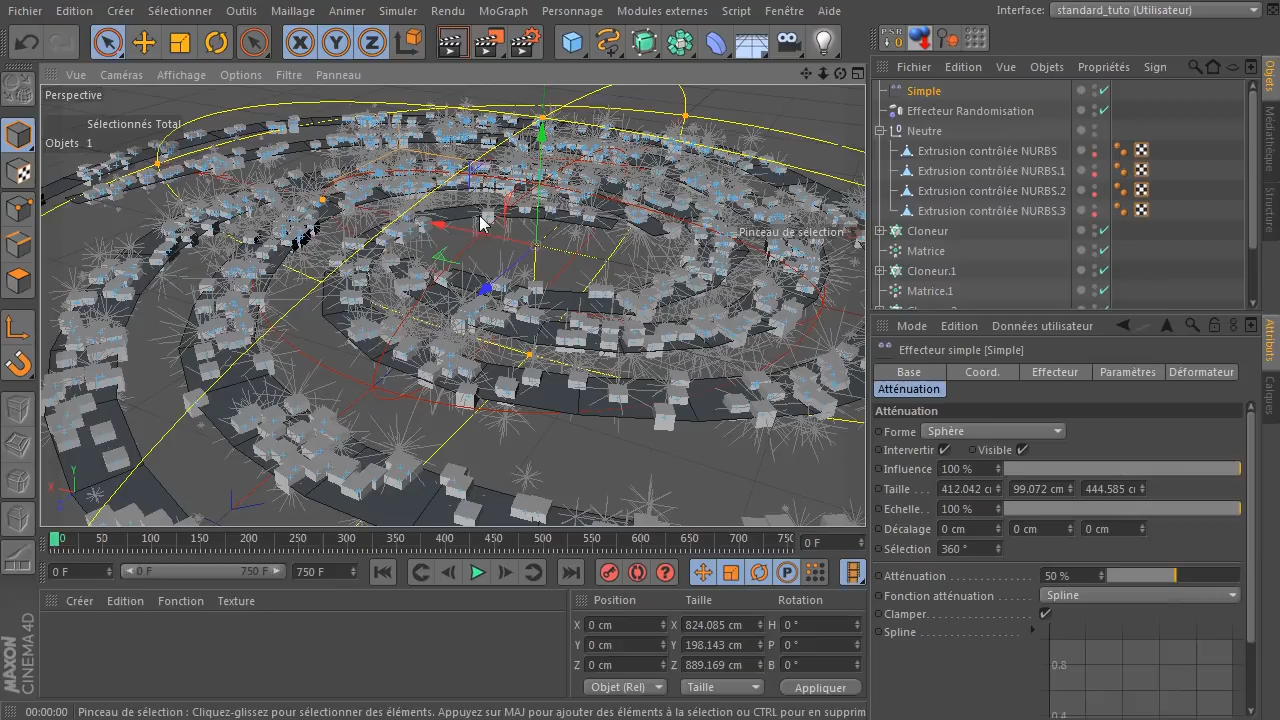 Fichier Edition Créer Sélectionner Outils Maillage Animer Simuler Rendu MoGraph Personnage Modules externes Script Fenêtre Aide Interface: standard_tuto (Utilisateur)
X Y Z PSR 0
Vue Caméras Affichage Options Filtre Panneau
Perspective
Sélectionnés Total
Objets 1
Pinceau de sélection
Y
X
Z
Fichier Edition Vue Objets Propriétés Sign
Simple
Effecteur Randomisation
Neutre
Extrusion contrôlée NURBS
Extrusion contrôlée NURBS.1
Extrusion contrôlée NURBS.2
Extrusion contrôlée NURBS.3
Cloneur
Matrice
Cloneur.1
Matrice.1
Objets
Médiathèque
Structure
Mode Edition Données utilisateur
Effecteur simple [Simple]
Base Coord. Effecteur Paramètres Déformateur
Atténuation
Atténuation
Forme Sphère
Intervertir Visible
Influence 100 %
Taille . . . 412.042 99.072 cm 444.585
Echelle. . 100 %
Décalage 0 cm 0 cm 0 cm
Sélection 360 °
Atténuation 50 %
Fonction atténuation Spline
Clamper
Spline
0.8
0.4
Attributs
Calques
0 50 100 150 200 250 300 350 400 450 500 550 600 650 700 750 0 F
0 F 0 F 750 F 750 F P
Créer Edition Fonction Texture
Position Taille Rotation
X 0 cm X 824.085 cm H 0 °
Y 0 cm Y 198.143 cm P 0 °
Z 0 cm Z 889.169 cm B 0 °
Objet (Rel) Taille Appliquer
MAXON
CINEMA 4D
00:00:00 Pinceau de sélection : Cliquez-glissez pour sélectionner des éléments. Appuyez sur MAJ pour ajouter des éléments à la sélection ou CTRL pour en supprim